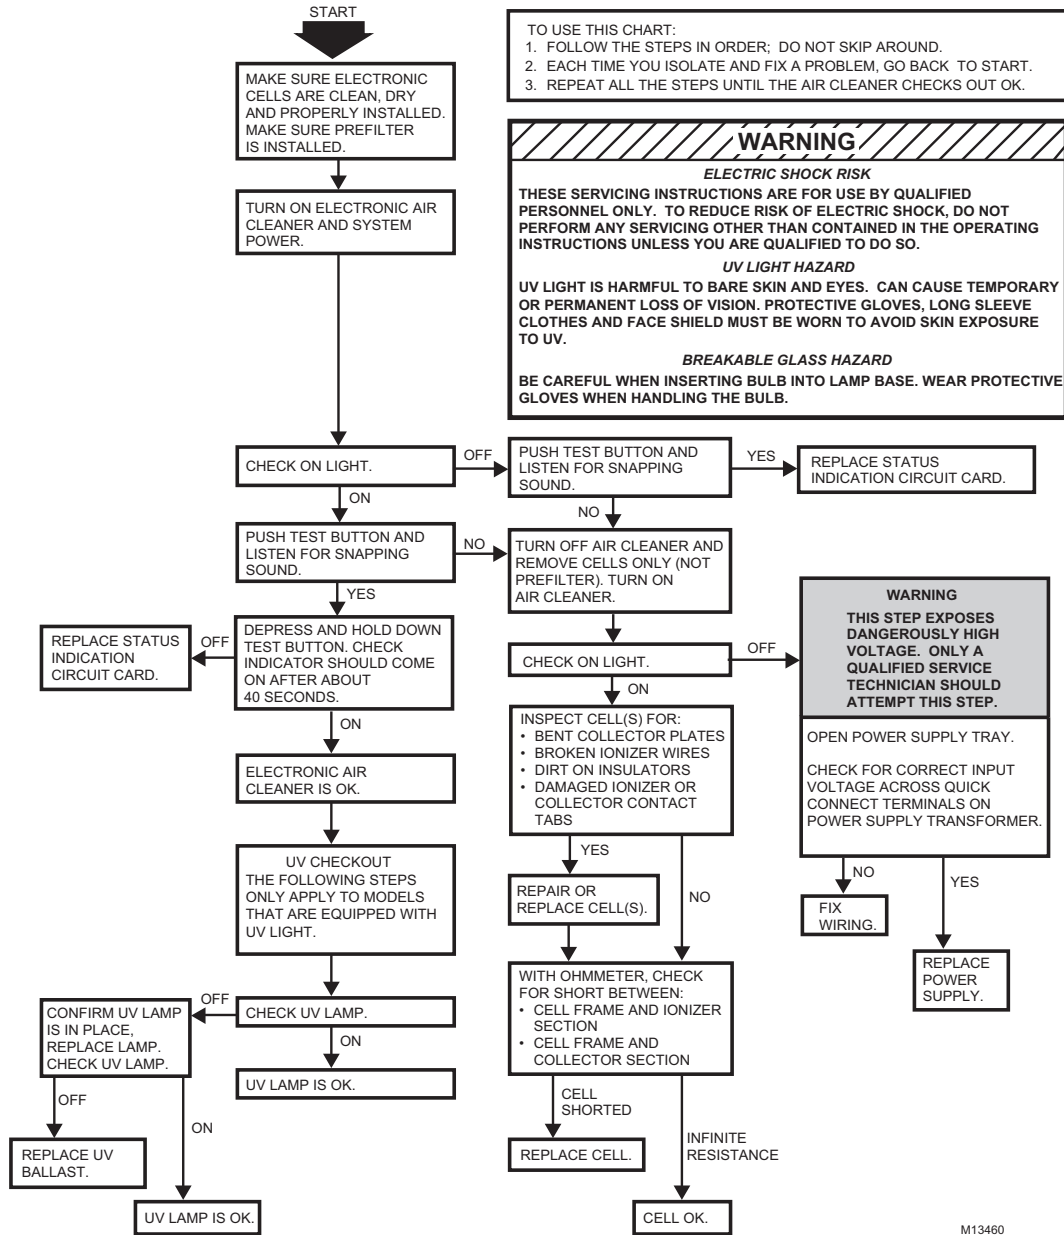 START
TO USE THIS CHART:
1. FOLLOW THE STEPS IN ORDER; DO NOT SKIP AROUND.
2. EACH TIME YOU ISOLATE AND FIX A PROBLEM, GO BACK TO START.
3. REPEAT ALL THE STEPS UNTIL THE AIR CLEANER CHECKS OUT OK.
MAKE SURE ELECTRONIC
CELLS ARE CLEAN, DRY
AND PROPERLY INSTALLED.
MAKE SURE PREFILTER
IS INSTALLED.
WARNING
ELECTRIC SHOCK RISK
THESE SERVICING INSTRUCTIONS ARE FOR USE BY QUALIFIED
PERSONNEL ONLY. TO REDUCE RISK OF ELECTRIC SHOCK, DO NOT
PERFORM ANY SERVICING OTHER THAN CONTAINED IN THE OPERATING
INSTRUCTIONS UNLESS YOU ARE QUALIFIED TO DO SO.
UV LIGHT HAZARD
UV LIGHT IS HARMFUL TO BARE SKIN AND EYES. CAN CAUSE TEMPORARY
OR PERMANENT LOSS OF VISION. PROTECTIVE GLOVES, LONG SLEEVE
CLOTHES AND FACE SHIELD MUST BE WORN TO AVOID SKIN EXPOSURE
TO UV.
BREAKABLE GLASS HAZARD
BE CAREFUL WHEN INSERTING BULB INTO LAMP BASE. WEAR PROTECTIVE
GLOVES WHEN HANDLING THE BULB.
TURN ON ELECTRONIC AIR
CLEANER AND SYSTEM
POWER.
CHECK ON LIGHT.
OFF
PUSH TEST BUTTON AND
LISTEN FOR SNAPPING
SOUND.
YES
REPLACE STATUS
INDICATION CIRCUIT CARD.
ON
NO
PUSH TEST BUTTON AND
LISTEN FOR SNAPPING
SOUND.
NO
TURN OFF AIR CLEANER AND
REMOVE CELLS ONLY (NOT
PREFILTER). TURN ON
AIR CLEANER.
YES
REPLACE STATUS
INDICATION
CIRCUIT CARD.
OFF
DEPRESS AND HOLD DOWN
TEST BUTTON. CHECK
INDICATOR SHOULD COME
ON AFTER ABOUT
40 SECONDS.
CHECK ON LIGHT.
OFF
WARNING
THIS STEP EXPOSES
DANGEROUSLY HIGH
VOLTAGE. ONLY A
QUALIFIED SERVICE
TECHNICIAN SHOULD
ATTEMPT THIS STEP.
OPEN POWER SUPPLY TRAY.
CHECK FOR CORRECT INPUT
VOLTAGE ACROSS QUICK
CONNECT TERMINALS ON
POWER SUPPLY TRANSFORMER.
ON
ON
INSPECT CELL(S) FOR:
• BENT COLLECTOR PLATES
• BROKEN IONIZER WIRES
• DIRT ON INSULATORS
• DAMAGED IONIZER OR
COLLECTOR CONTACT
TABS
ELECTRONIC AIR
CLEANER IS OK.
UV CHECKOUT
THE FOLLOWING STEPS
ONLY APPLY TO MODELS
THAT ARE EQUIPPED WITH
UV LIGHT.
YES
NO
REPAIR OR
REPLACE CELL(S).
NO
YES
FIX
WIRING.
REPLACE
POWER
SUPPLY.
WITH OHMMETER, CHECK
FOR SHORT BETWEEN:
• CELL FRAME AND IONIZER
SECTION
• CELL FRAME AND
COLLECTOR SECTION
CONFIRM UV LAMP
IS IN PLACE,
REPLACE LAMP.
CHECK UV LAMP.
OFF
CHECK UV LAMP.
ON
UV LAMP IS OK.
OFF
ON
CELL
SHORTED
INFINITE
RESISTANCE
REPLACE UV
BALLAST.
REPLACE CELL.
UV LAMP IS OK.
CELL OK.
M13460